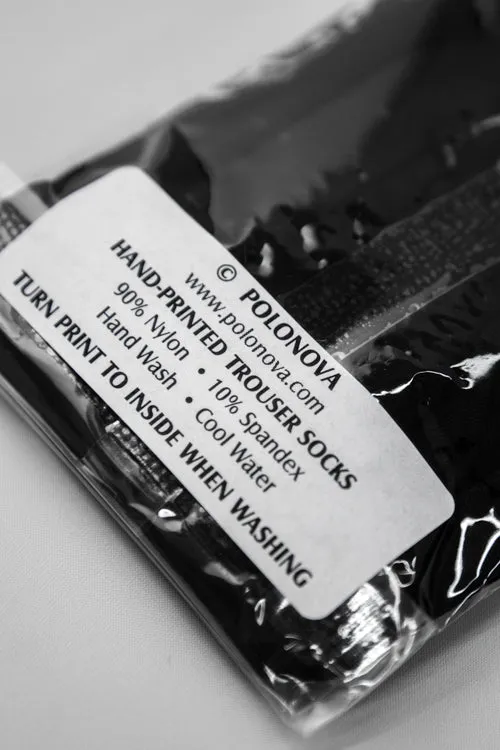 © POLONOVA
www.polonova.com
HAND-PRINTED TROUSER SOCKS
90% Nylon • 10% Spandex
Hand Wash • Cool Water
TURN PRINT TO INSIDE WHEN WASHING